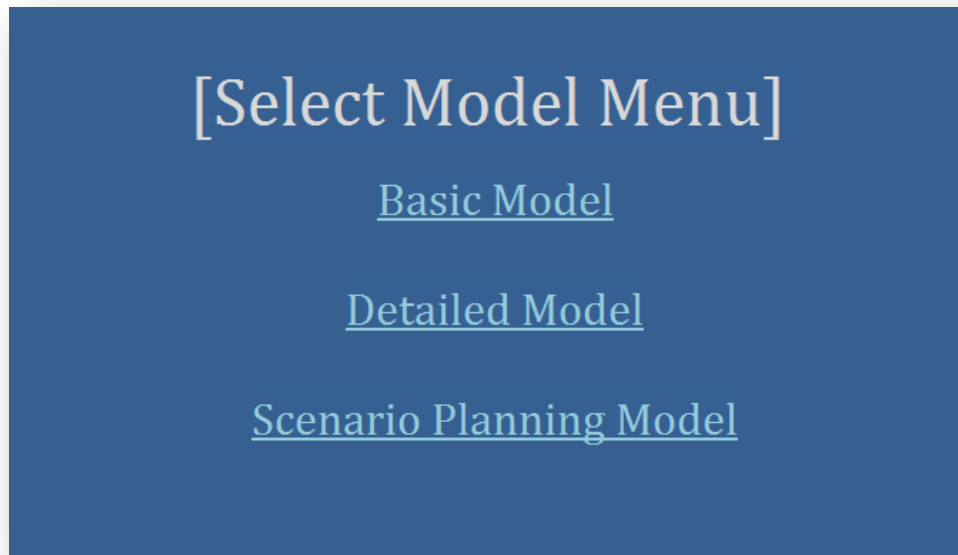 [Select Model Menu]
Basic Model
Detailed Model
Scenario Planning Model